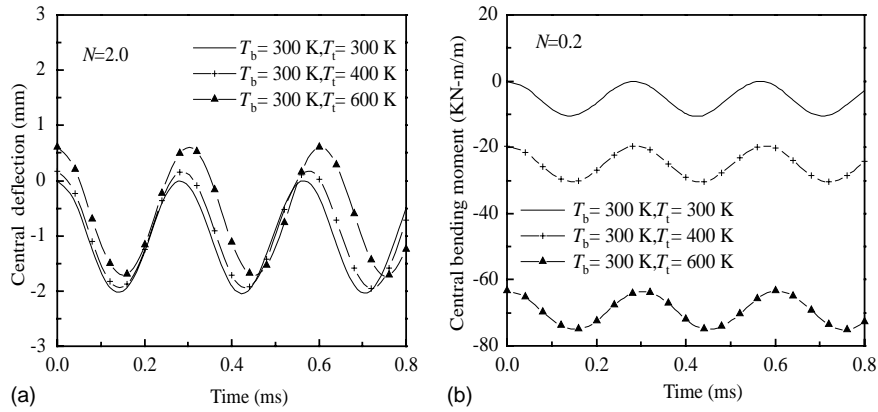 3
2
1
0
-1
-2
-3
Central deflection (mm)
N=2.0
T_b= 300 K,T_t= 300 K
T_b= 300 K,T_t= 400 K
T_b= 300 K,T_t= 600 K
0.0 0.2 0.4 0.6 0.8
Time (ms)
(a)
20
0
-20
-40
-60
-80
Central bending moment (KN-m/m)
N=0.2
T_b= 300 K,T_t= 300 K
T_b= 300 K,T_t= 400 K
T_b= 300 K,T_t= 600 K
0.0 0.2 0.4 0.6 0.8
Time (ms)
(b)